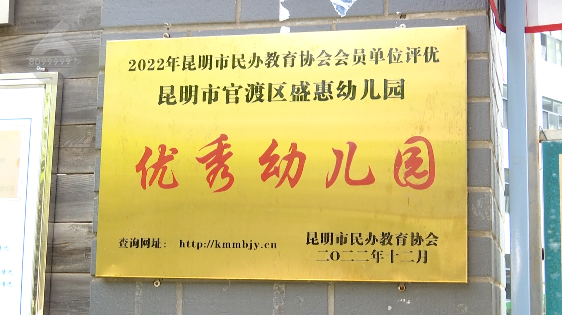 2022年昆明市民办教育协会会员单位评优
昆明市官渡区盛惠幼儿园
优秀幼儿园
查询网址： http://kmmbjy.cn
昆明市民办教育协会
二〇二二年十二月